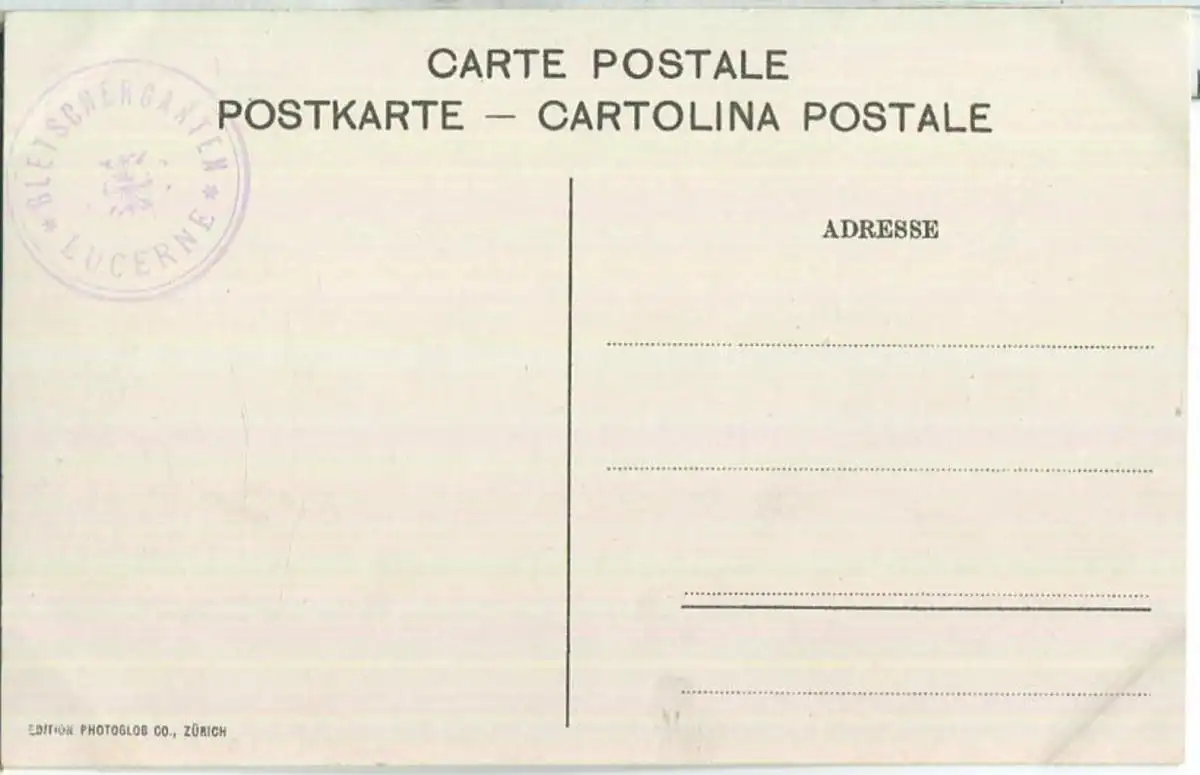 CARTE POSTALE
POSTKARTE — CARTOLINA POSTALE
* GLETSCHERGARTEN *
LUCERNE
ADRESSE
EDITION PHOTOGLOB CO., ZÜRICH